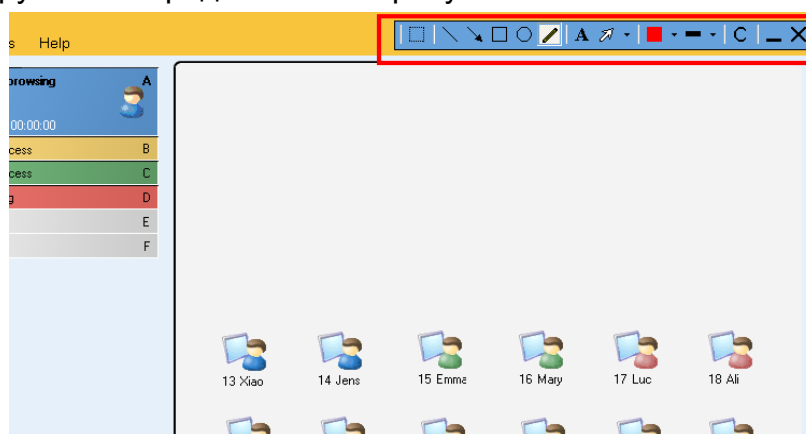 s Help
browsing A
00:00:00
cess B
cess C
g D
E
F
A C
13 Xiao 14 Jens 15 Emma 16 Mary 17 Luc 18 Ali